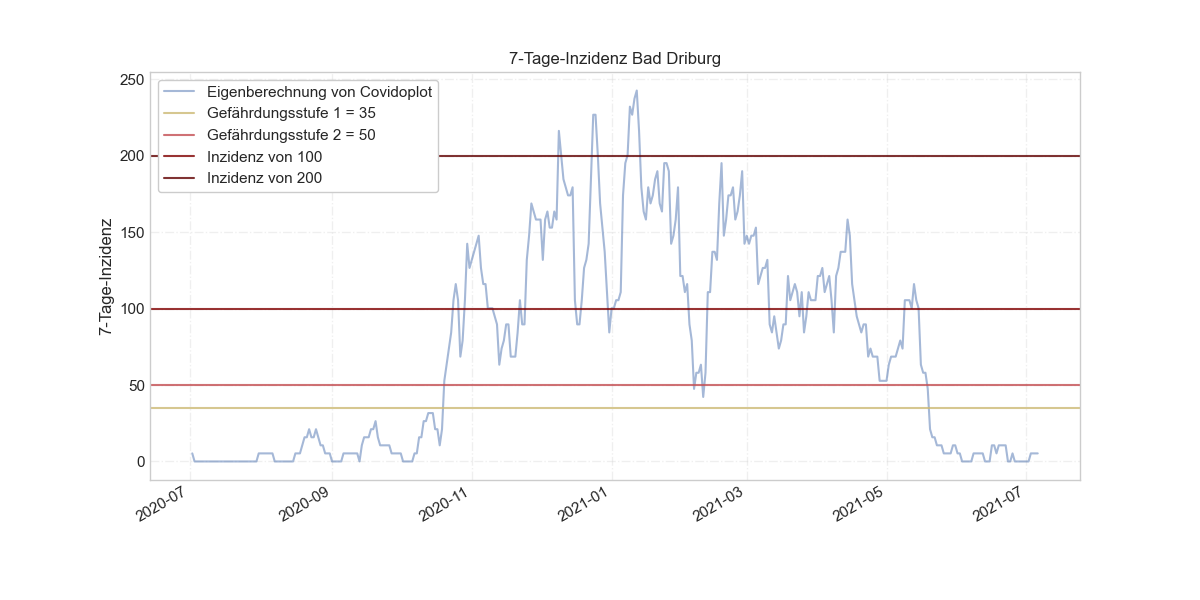 7-Tage-Inzidenz Bad Driburg
Eigenberechnung von Covidoplot
Gefährdungsstufe 1 = 35
Gefährdungsstufe 2 = 50
Inzidenz von 100
Inzidenz von 200
7-Tage-Inzidenz
250
200
150
100
50
0
2020-07
2020-09
2020-11
2021-01
2021-03
2021-05
2021-07